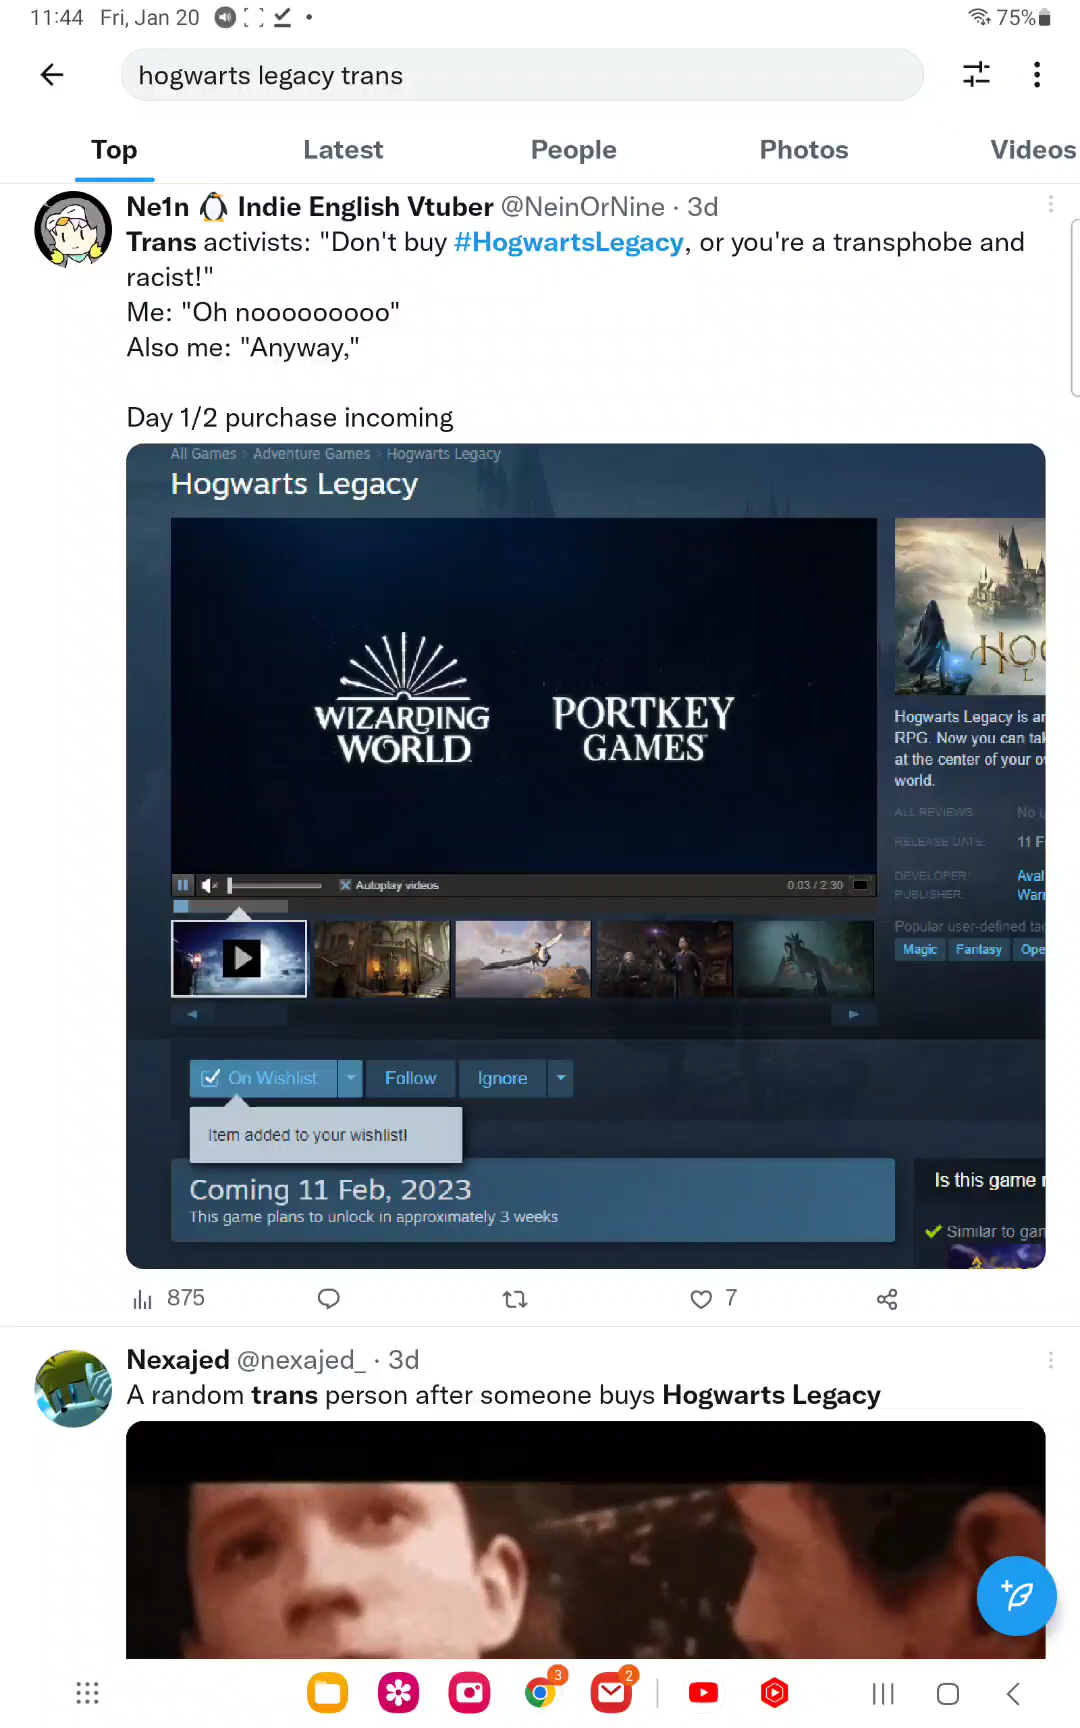 11:44 Fri, Jan 20
75%
hogwarts legacy trans
Top Latest People Photos Videos
Ne1n 🐧 Indie English Vtuber @NeinOrNine · 3d
Trans activists: "Don't buy #HogwartsLegacy, or you're a transphobe and
racist!"
Me: "Oh nooooooooo"
Also me: "Anyway,"
Day 1/2 purchase incoming
All Games > Adventure Games > Hogwarts Legacy
Hogwarts Legacy
WIZARDING
WORLD
PORTKEY
GAMES
Hogwarts Legacy is an
RPG. Now you can tak
at the center of your o
world.
ALL REVIEWS:
No u
RELEASE DATE:
11 F
DEVELOPER:
Aval
PUBLISHER:
Warn
Popular user-defined tag
Magic Fantasy Ope
Autoplay videos
0:03 / 2:30
On Wishlist Follow Ignore
Item added to your wishlist!
Coming 11 Feb, 2023
This game plans to unlock in approximately 3 weeks
Is this game r
Similar to gam
875
7
Nexajed @nexajed_ · 3d
A random trans person after someone buys Hogwarts Legacy
3
2